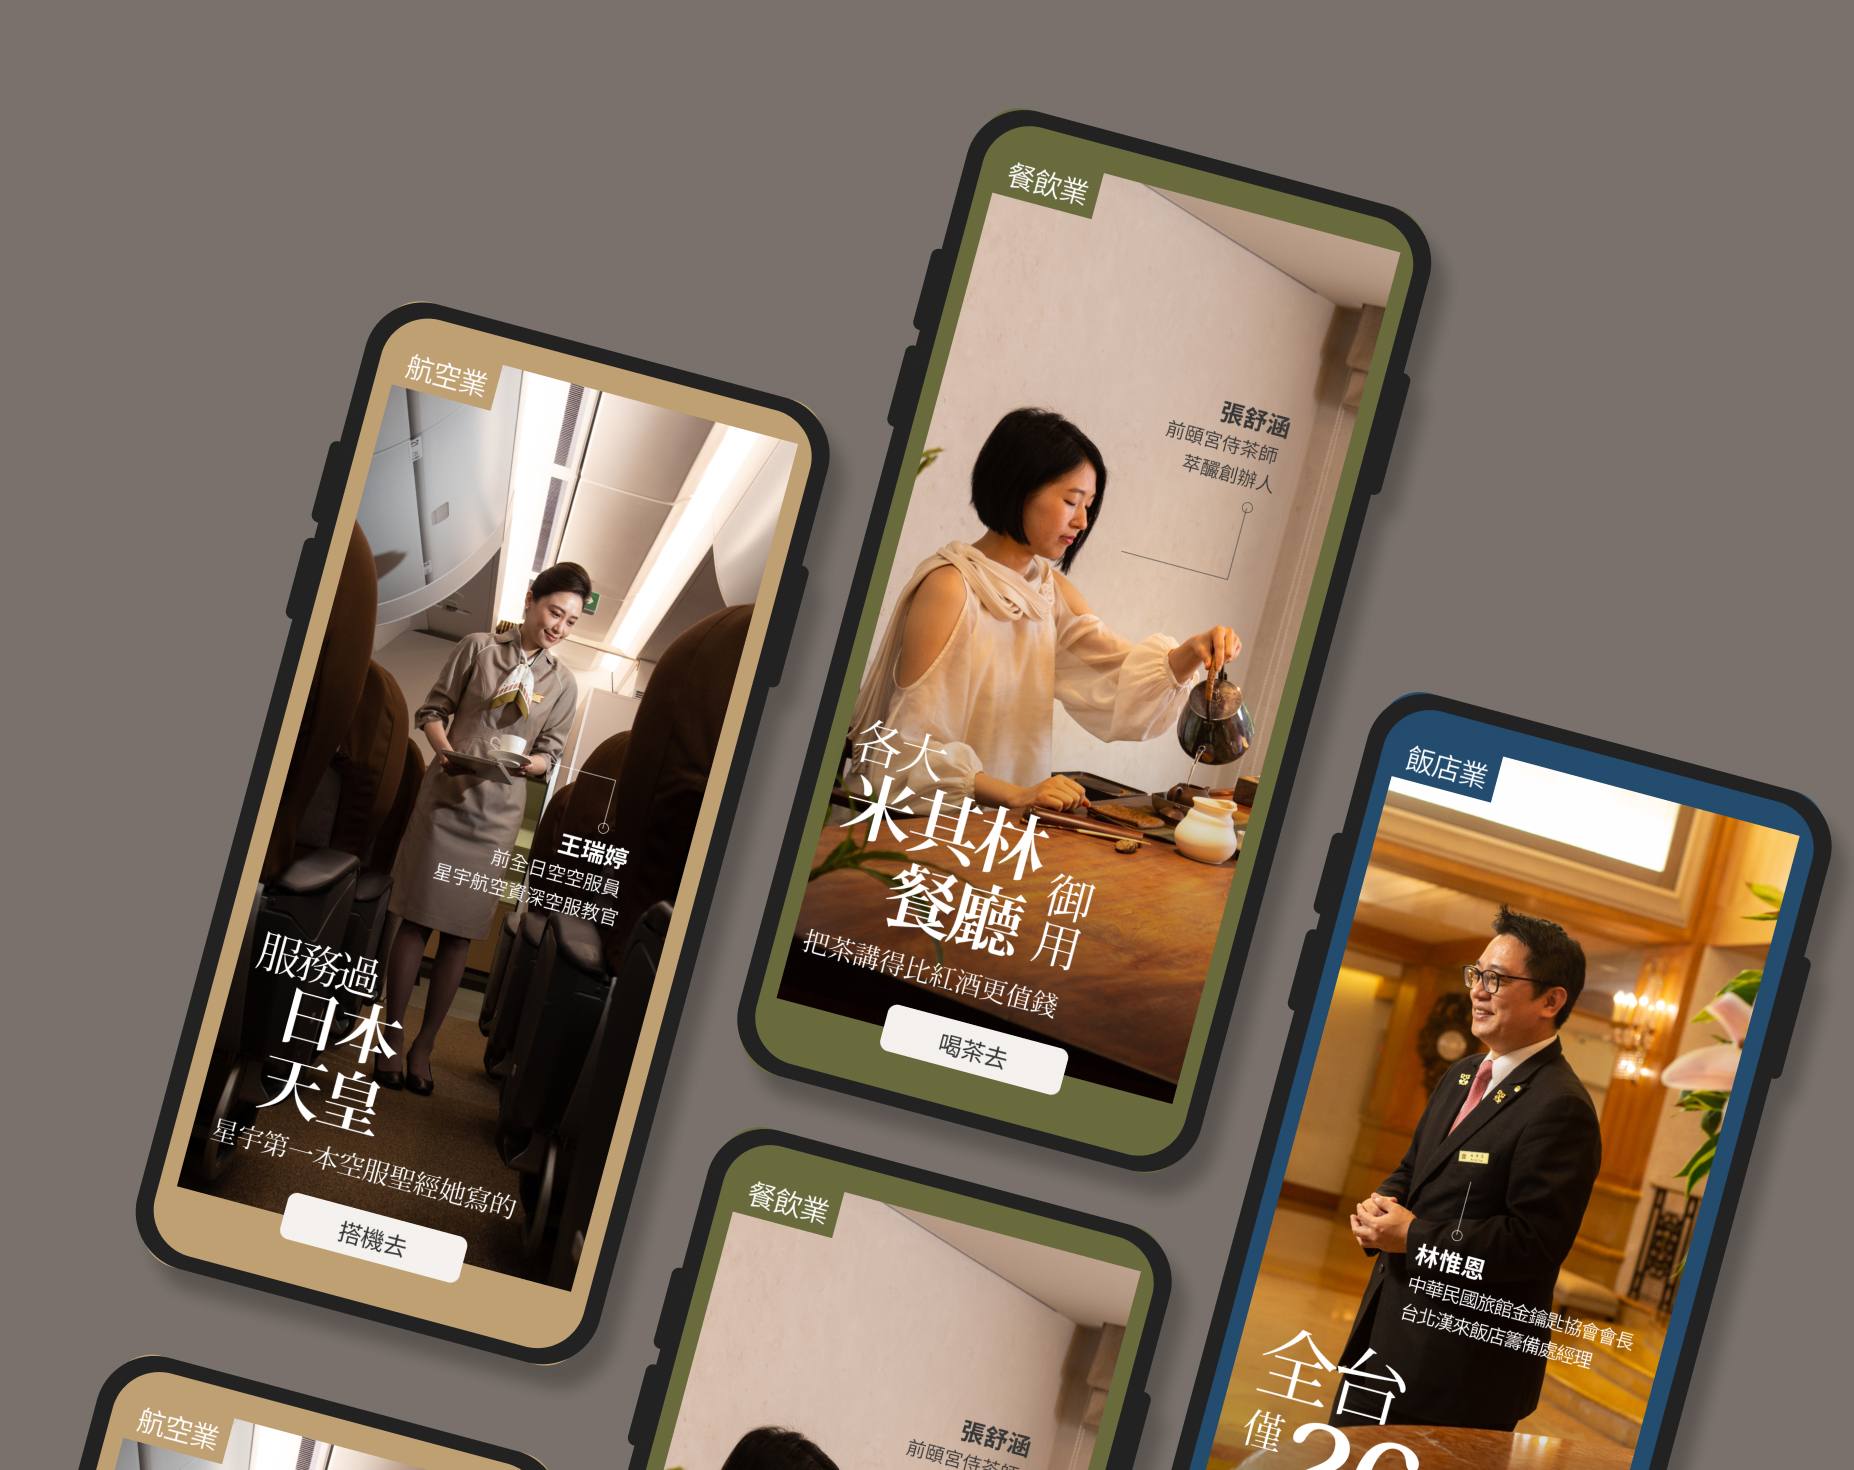 航空業
王瑞婷
前全日空空服員
星宇航空資深空服教官
服務過
日本
天皇
星宇第一本空服聖經她寫的
搭機去
餐飲業
張舒涵
前頤宮侍茶師
萃釅創辦人
各大
米其林
餐廳
御用
把茶講得比紅酒更值錢
喝茶去
飯店業
林惟恩
中華民國旅館金鑰匙協會會長
台北漢來飯店籌備處經理
全台
僅
航空業
餐飲業
張舒涵
前頤宮侍茶師